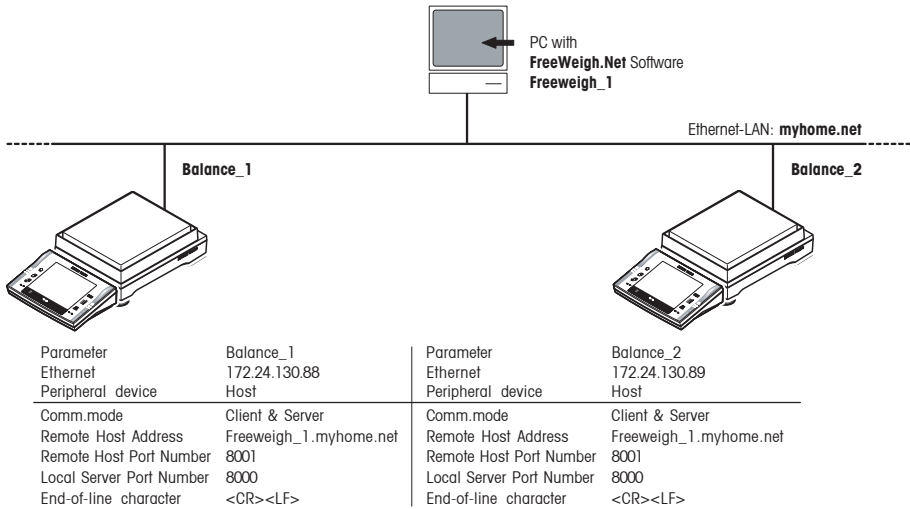 PC with
FreeWeigh.Net Software
Freeweigh_1
Ethernet-LAN: myhome.net
Balance_1
Balance_2
Parameter Balance_1 Parameter Balance_2
Ethernet 172.24.130.88 Ethernet 172.24.130.89
Peripheral device Host Peripheral device Host
Comm.mode Client & Server Comm.mode Client & Server
Remote Host Address Freeweigh_1.myhome.net Remote Host Address Freeweigh_1.myhome.net
Remote Host Port Number 8001 Remote Host Port Number 8001
Local Server Port Number 8000 Local Server Port Number 8000
End-of-line character <CR><LF> End-of-line character <CR><LF>